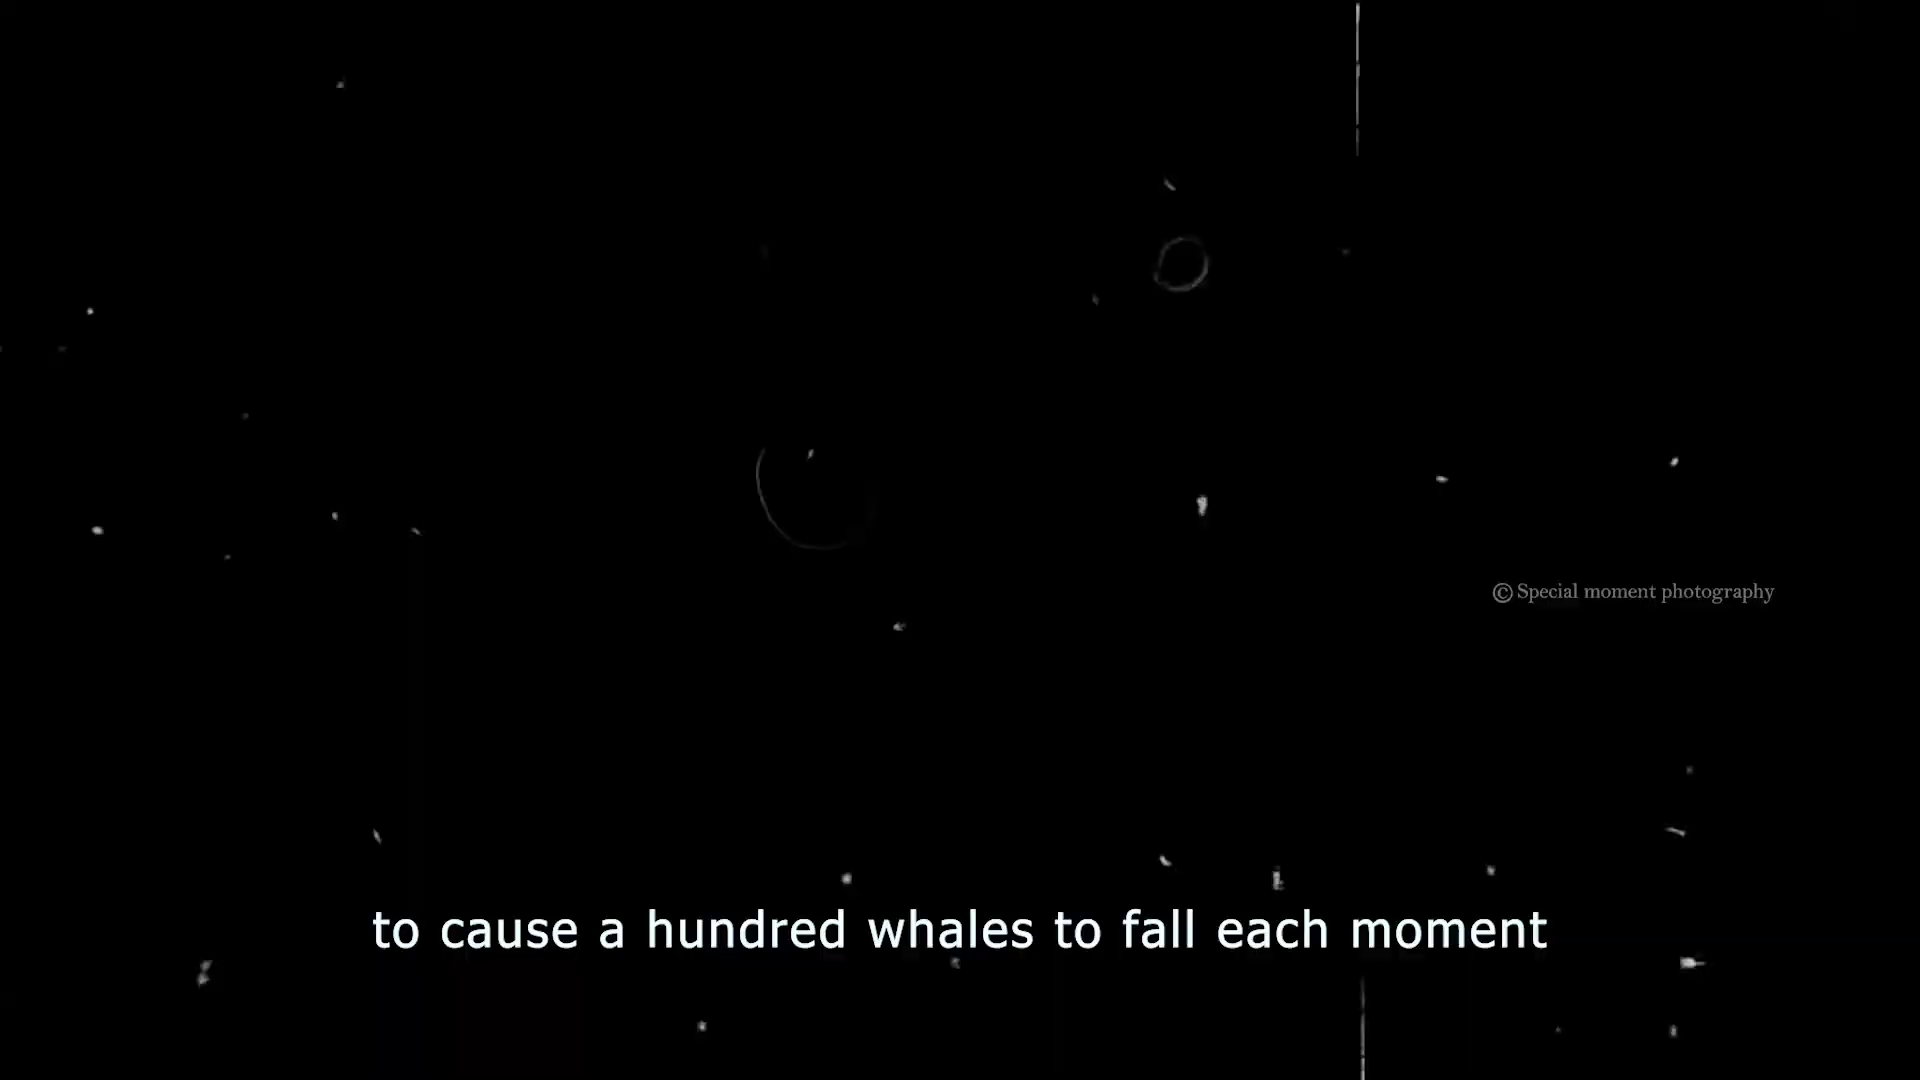 © Special moment photography
to cause a hundred whales to fall each moment